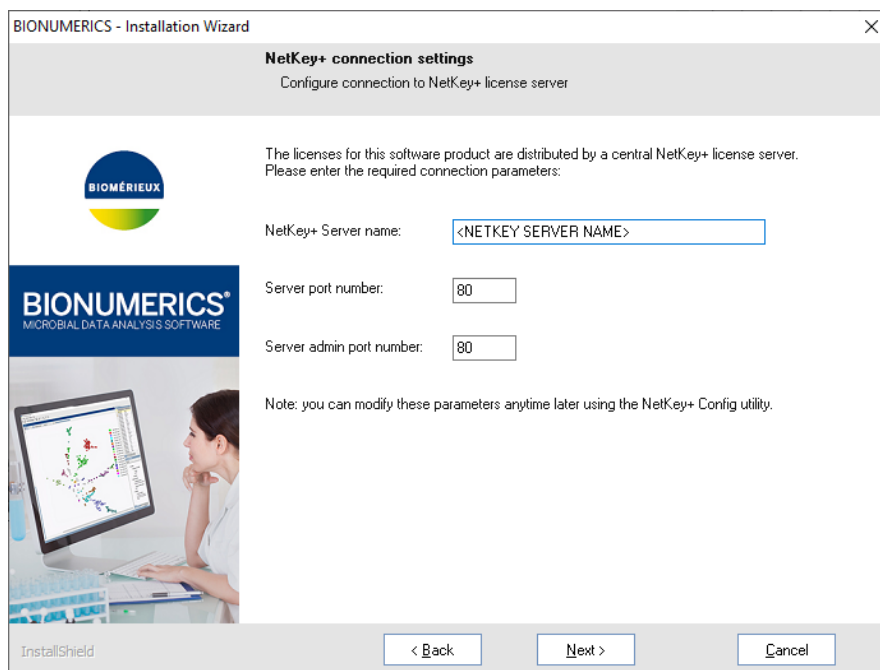 BIONUMERICS - Installation Wizard
NetKey+ connection settings
Configure connection to NetKey+ license server
The licenses for this software product are distributed by a central NetKey+ license server.
Please enter the required connection parameters:
BIOMÉRIEUX
NetKey+ Server name:
<NETKEY SERVER NAME>
Server port number:
80
Server admin port number:
80
BIONUMERICS®
MICROBIAL DATA ANALYSIS SOFTWARE
Note: you can modify these parameters anytime later using the NetKey+ Config utility.
InstallShield
< Back
Next >
Cancel